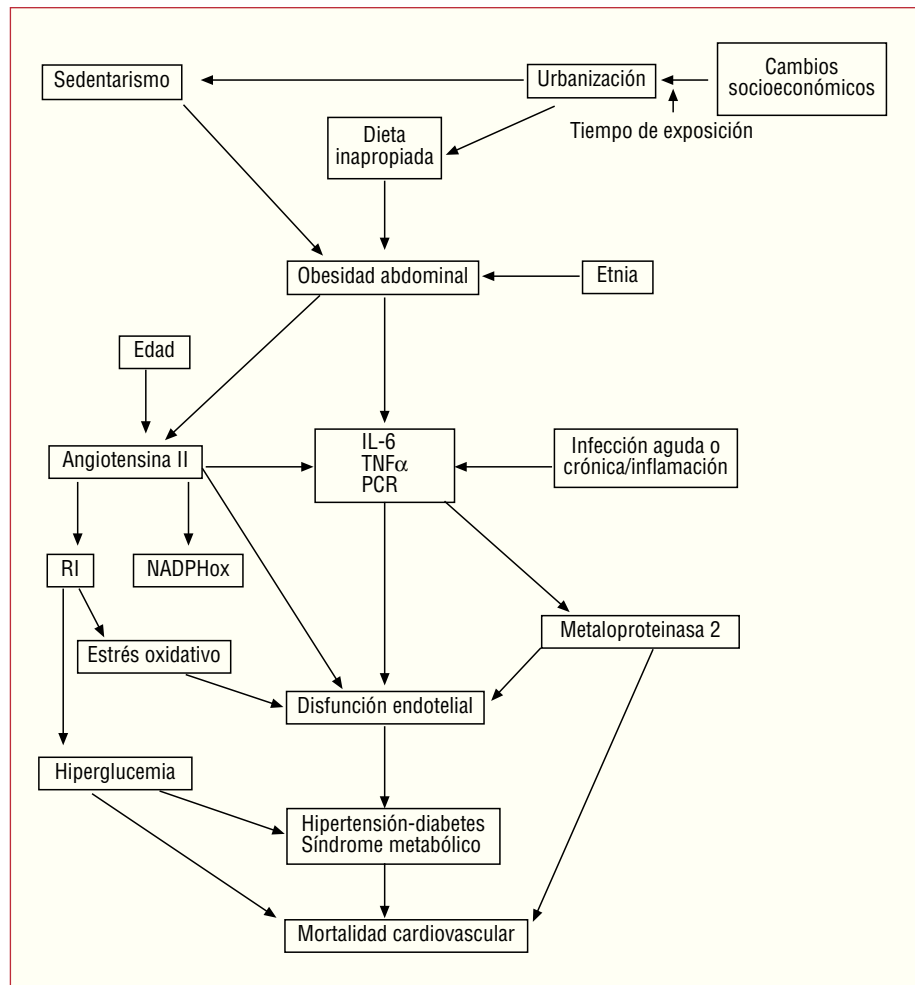 Sedentarismo
Urbanización
Cambios
socioeconómicos
Tiempo de exposición
Dieta
inapropiada
Obesidad abdominal
Etnia
Edad
Angiotensina II
IL-6
TNFα
PCR
Infección aguda o
crónica/inflamación
RI
NADPHox
Metaloproteinasa 2
Estrés oxidativo
Disfunción endotelial
Hiperglucemia
Hipertensión-diabetes
Síndrome metabólico
Mortalidad cardiovascular